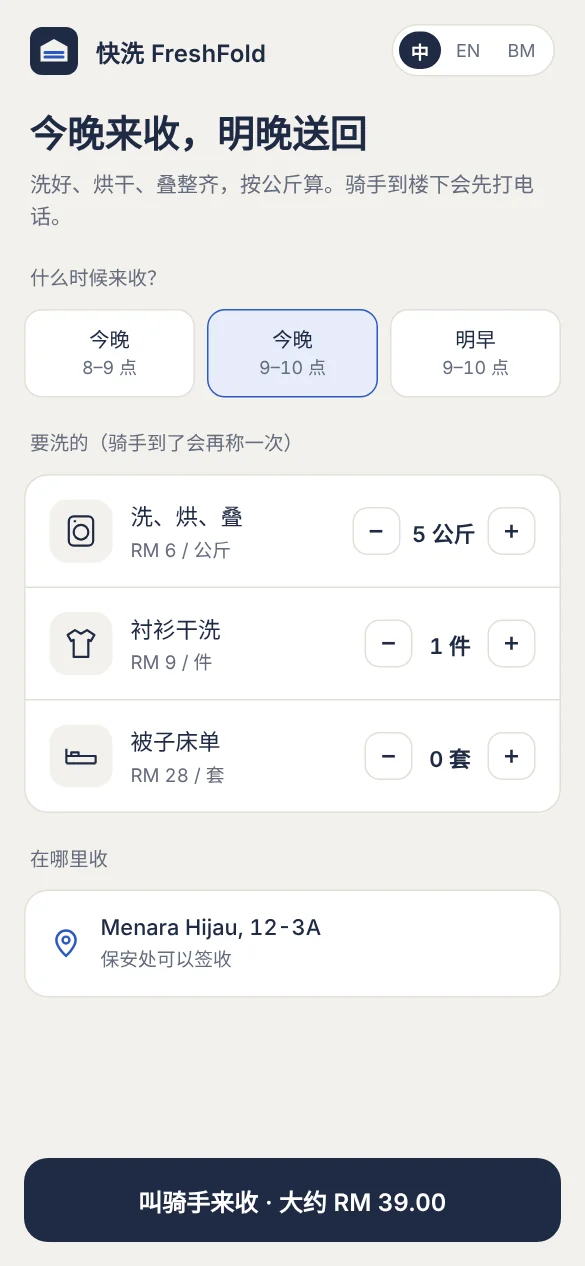 快洗 FreshFold
中 EN BM
今晚来收，明晚送回
洗好、烘干、叠整齐，按公斤算。骑手到楼下会先打电
话。
什么时候来收？
今晚
8–9 点
今晚
9–10 点
明早
9–10 点
要洗的（骑手到了会再称一次）
洗、烘、叠
RM 6 / 公斤
− 5 公斤 +
衬衫干洗
RM 9 / 件
− 1 件 +
被子床单
RM 28 / 套
− 0 套 +
在哪里收
Menara Hijau, 12-3A
保安处可以签收
叫骑手来收 · 大约 RM 39.00